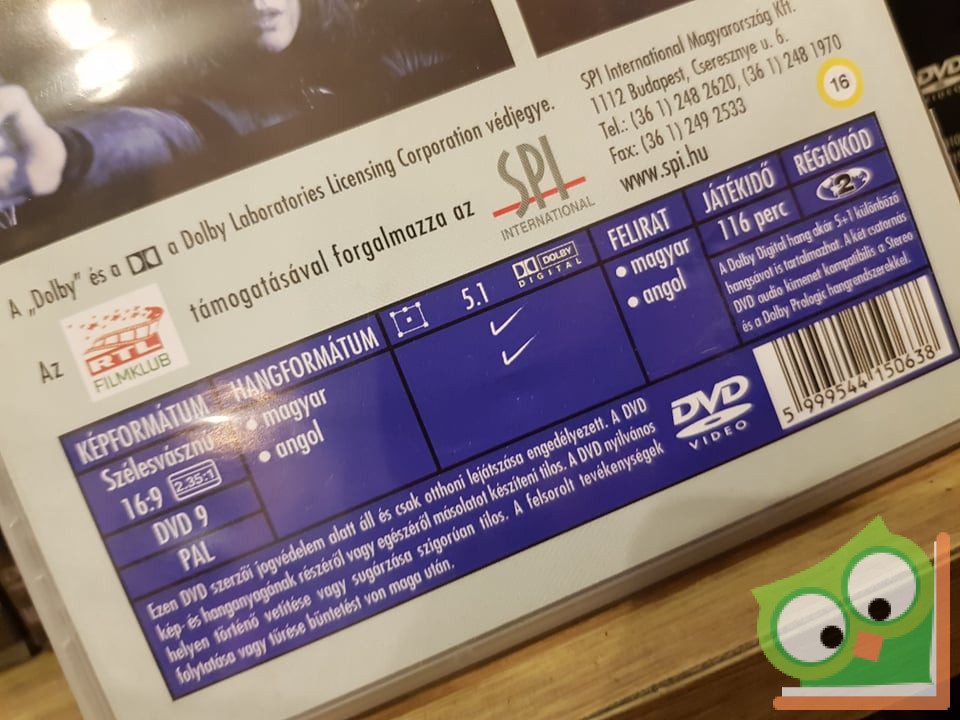 SPI International Magyarország Kft.
1112 Budapest, Cseresznye u. 6.
Tel.: (36 1) 248 2620, (36 1) 248 1970
Fax: (36 1) 249 2533
www.spi.hu
16
A „Dolby” és a a Dolby Laboratories Licensing Corporation védjegye.
Az RTL FILMKLUB támogatásával forgalmazza az SPI INTERNATIONAL
KÉPFORMÁTUM
Szélesvásznú
16:9 2.35:1
DVD 9
PAL
HANGFORMÁTUM
5.1
DOLBY
DIGITAL
• magyar ✓
• angol ✓
FELIRAT
• magyar
• angol
JÁTÉKIDŐ
116 perc
RÉGIÓKÓD
2
A Dolby Digital hang akár 5+1 különböző
hangsávot is tartalmazhat. A két csatornás
DVD audio kimenet kompatibilis a Stereo
és a Dolby Prologic hangrendszerekkel.
Ezen DVD szerzői jogvédelem alatt áll és csak otthoni lejátszása engedélyezett. A DVD
kép- és hanganyagának részéről vagy egészéről másolatot készíteni tilos. A DVD nyilvános
helyen történő vetítése vagy sugárzása szigorúan tilos. A felsorolt tevékenységek
folytatása vagy tűrése büntetést von maga után.
DVD
VIDEO
5 999544 150638
DVD
VIDEO